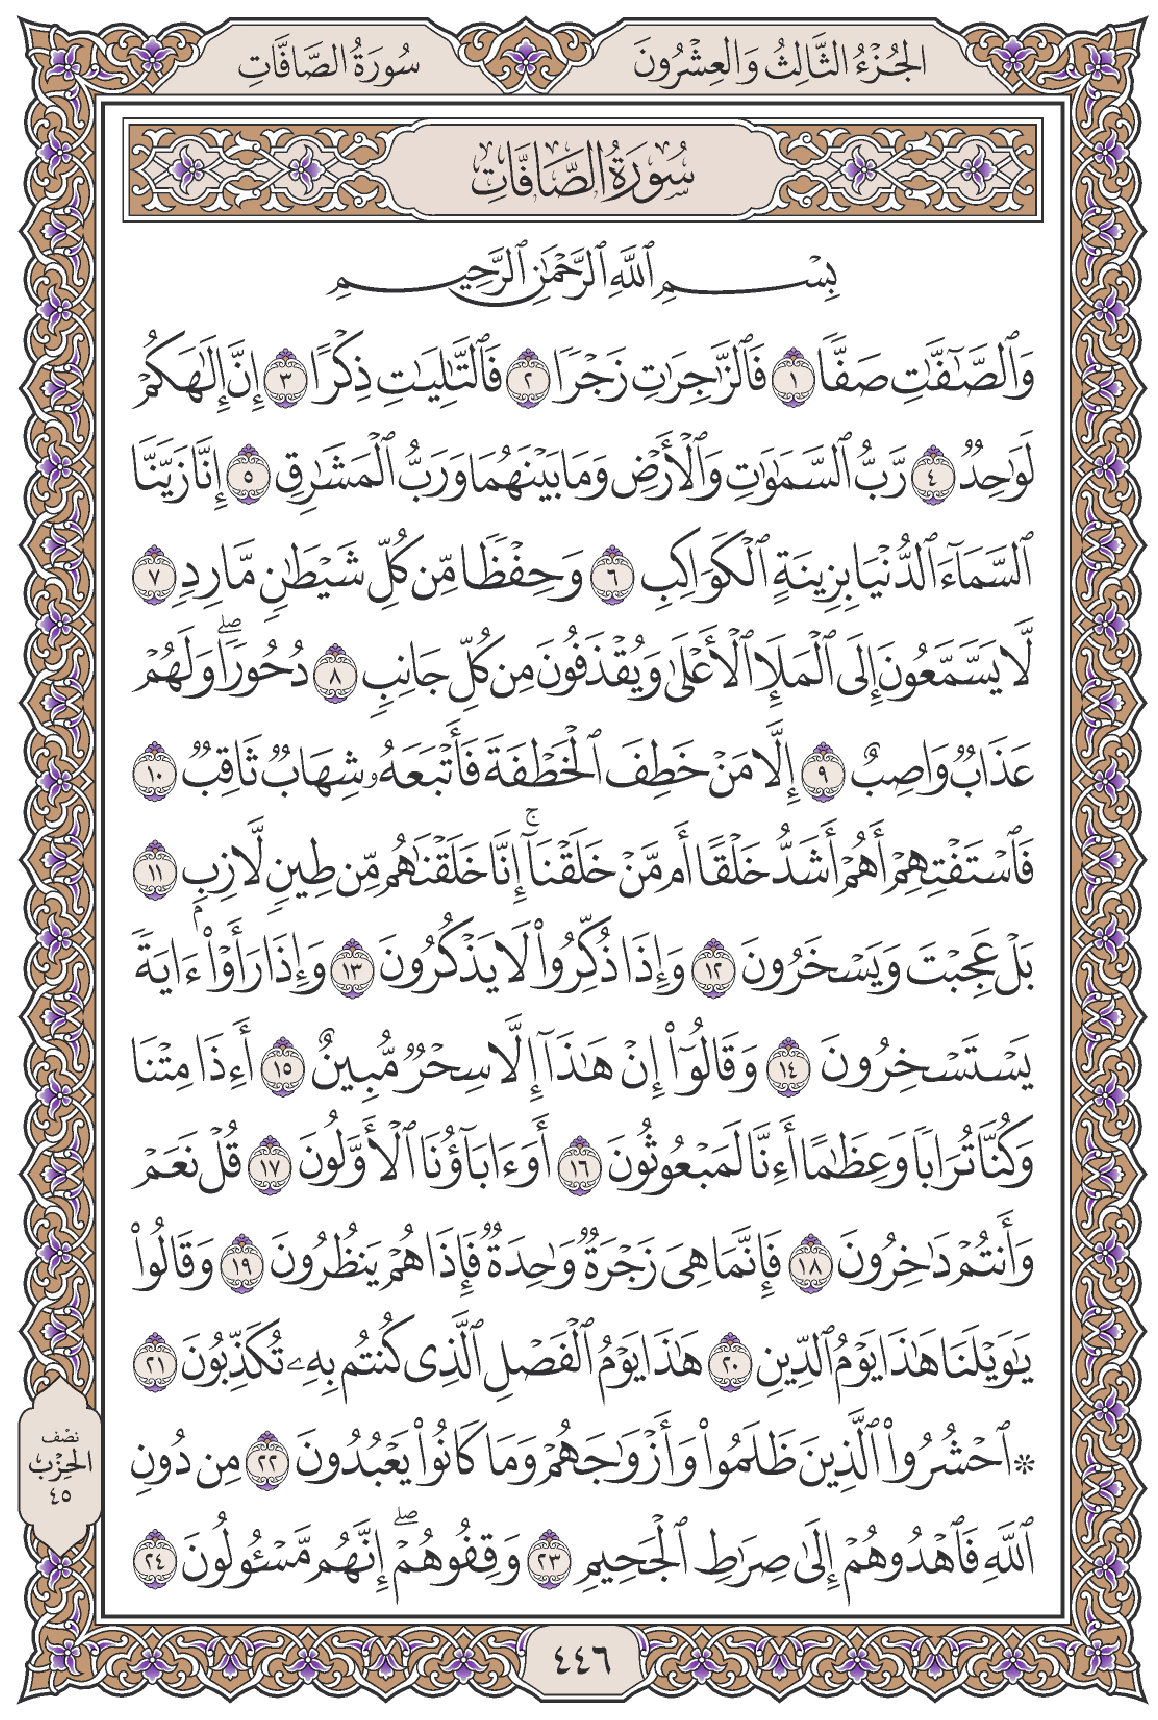 الجُزْءُ الثَّالِثُ وَالعِشْرُونَ
سُورَةُ الصَّافَّاتِ
سُورَةُ الصَّافَّاتِ
بِسْمِ ٱللَّهِ ٱلرَّحْمَٰنِ ٱلرَّحِيمِ
وَٱلصَّٰٓفَّٰتِ صَفّٗا ١ فَٱلزَّٰجِرَٰتِ زَجۡرٗا ٢ فَٱلتَّٰلِيَٰتِ ذِكۡرًا ٣ إِنَّ إِلَٰهَكُمۡ
لَوَٰحِدٞ ٤ رَّبُّ ٱلسَّمَٰوَٰتِ وَٱلۡأَرۡضِ وَمَا بَيۡنَهُمَا وَرَبُّ ٱلۡمَشَٰرِقِ ٥ إِنَّا زَيَّنَّا
ٱلسَّمَآءَ ٱلدُّنۡيَا بِزِينَةٍ ٱلۡكَوَاكِبِ ٦ وَحِفۡظٗا مِّن كُلِّ شَيۡطَٰنٖ مَّارِدٖ ٧
لَّا يَسَّمَّعُونَ إِلَى ٱلۡمَلَإِ ٱلۡأَعۡلَىٰ وَيُقۡذَفُونَ مِن كُلِّ جَانِبٖ ٨ دُحُورٗاۖ وَلَهُمۡ
عَذَابٞ وَاصِبٌ ٩ إِلَّا مَنۡ خَطِفَ ٱلۡخَطۡفَةَ فَأَتۡبَعَهُۥ شِهَابٞ ثَاقِبٞ ١٠
فَٱسۡتَفۡتِهِمۡ أَهُمۡ أَشَدُّ خَلۡقًا أَم مَّنۡ خَلَقۡنَآۚ إِنَّا خَلَقۡنَٰهُم مِّن طِينٖ لَّازِبِۭ ١١
بَلۡ عَجِبۡتَ وَيَسۡخَرُونَ ١٢ وَإِذَا ذُكِّرُواْ لَا يَذۡكُرُونَ ١٣ وَإِذَا رَأَوۡاْ ءَايَةٗ
يَسۡتَسۡخِرُونَ ١٤ وَقَالُوٓاْ إِنۡ هَٰذَآ إِلَّا سِحۡرٞ مُّبِينٌ ١٥ أَءِذَا مِتۡنَا
وَكُنَّا تُرَابٗا وَعِظَٰمًا أَءِنَّا لَمَبۡعُوثُونَ ١٦ أَوَءَابَآؤُنَا ٱلۡأَوَّلُونَ ١٧ قُلۡ نَعَمۡ
وَأَنتُمۡ دَٰخِرُونَ ١٨ فَإِنَّمَا هِيَ زَجۡرَةٞ وَٰحِدَةٞ فَإِذَا هُمۡ يَنظُرُونَ ١٩ وَقَالُواْ
يَٰوَيۡلَنَا هَٰذَا يَوۡمُ ٱلدِّينِ ٢٠ هَٰذَا يَوۡمُ ٱلۡفَصۡلِ ٱلَّذِي كُنتُم بِهِۦ تُكَذِّبُونَ ٢١
۞ ٱحۡشُرُواْ ٱلَّذِينَ ظَلَمُواْ وَأَزۡوَٰجَهُمۡ وَمَا كَانُواْ يَعۡبُدُونَ ٢٢ مِن دُونِ
ٱللَّهِ فَٱهۡدُوهُمۡ إِلَىٰ صِرَٰطِ ٱلۡجَحِيمِ ٢٣ وَقِفُوهُمۡۖ إِنَّهُم مَّسۡـُٔولُونَ ٢٤
نصف
الحزب
٤٥
٤٤٦